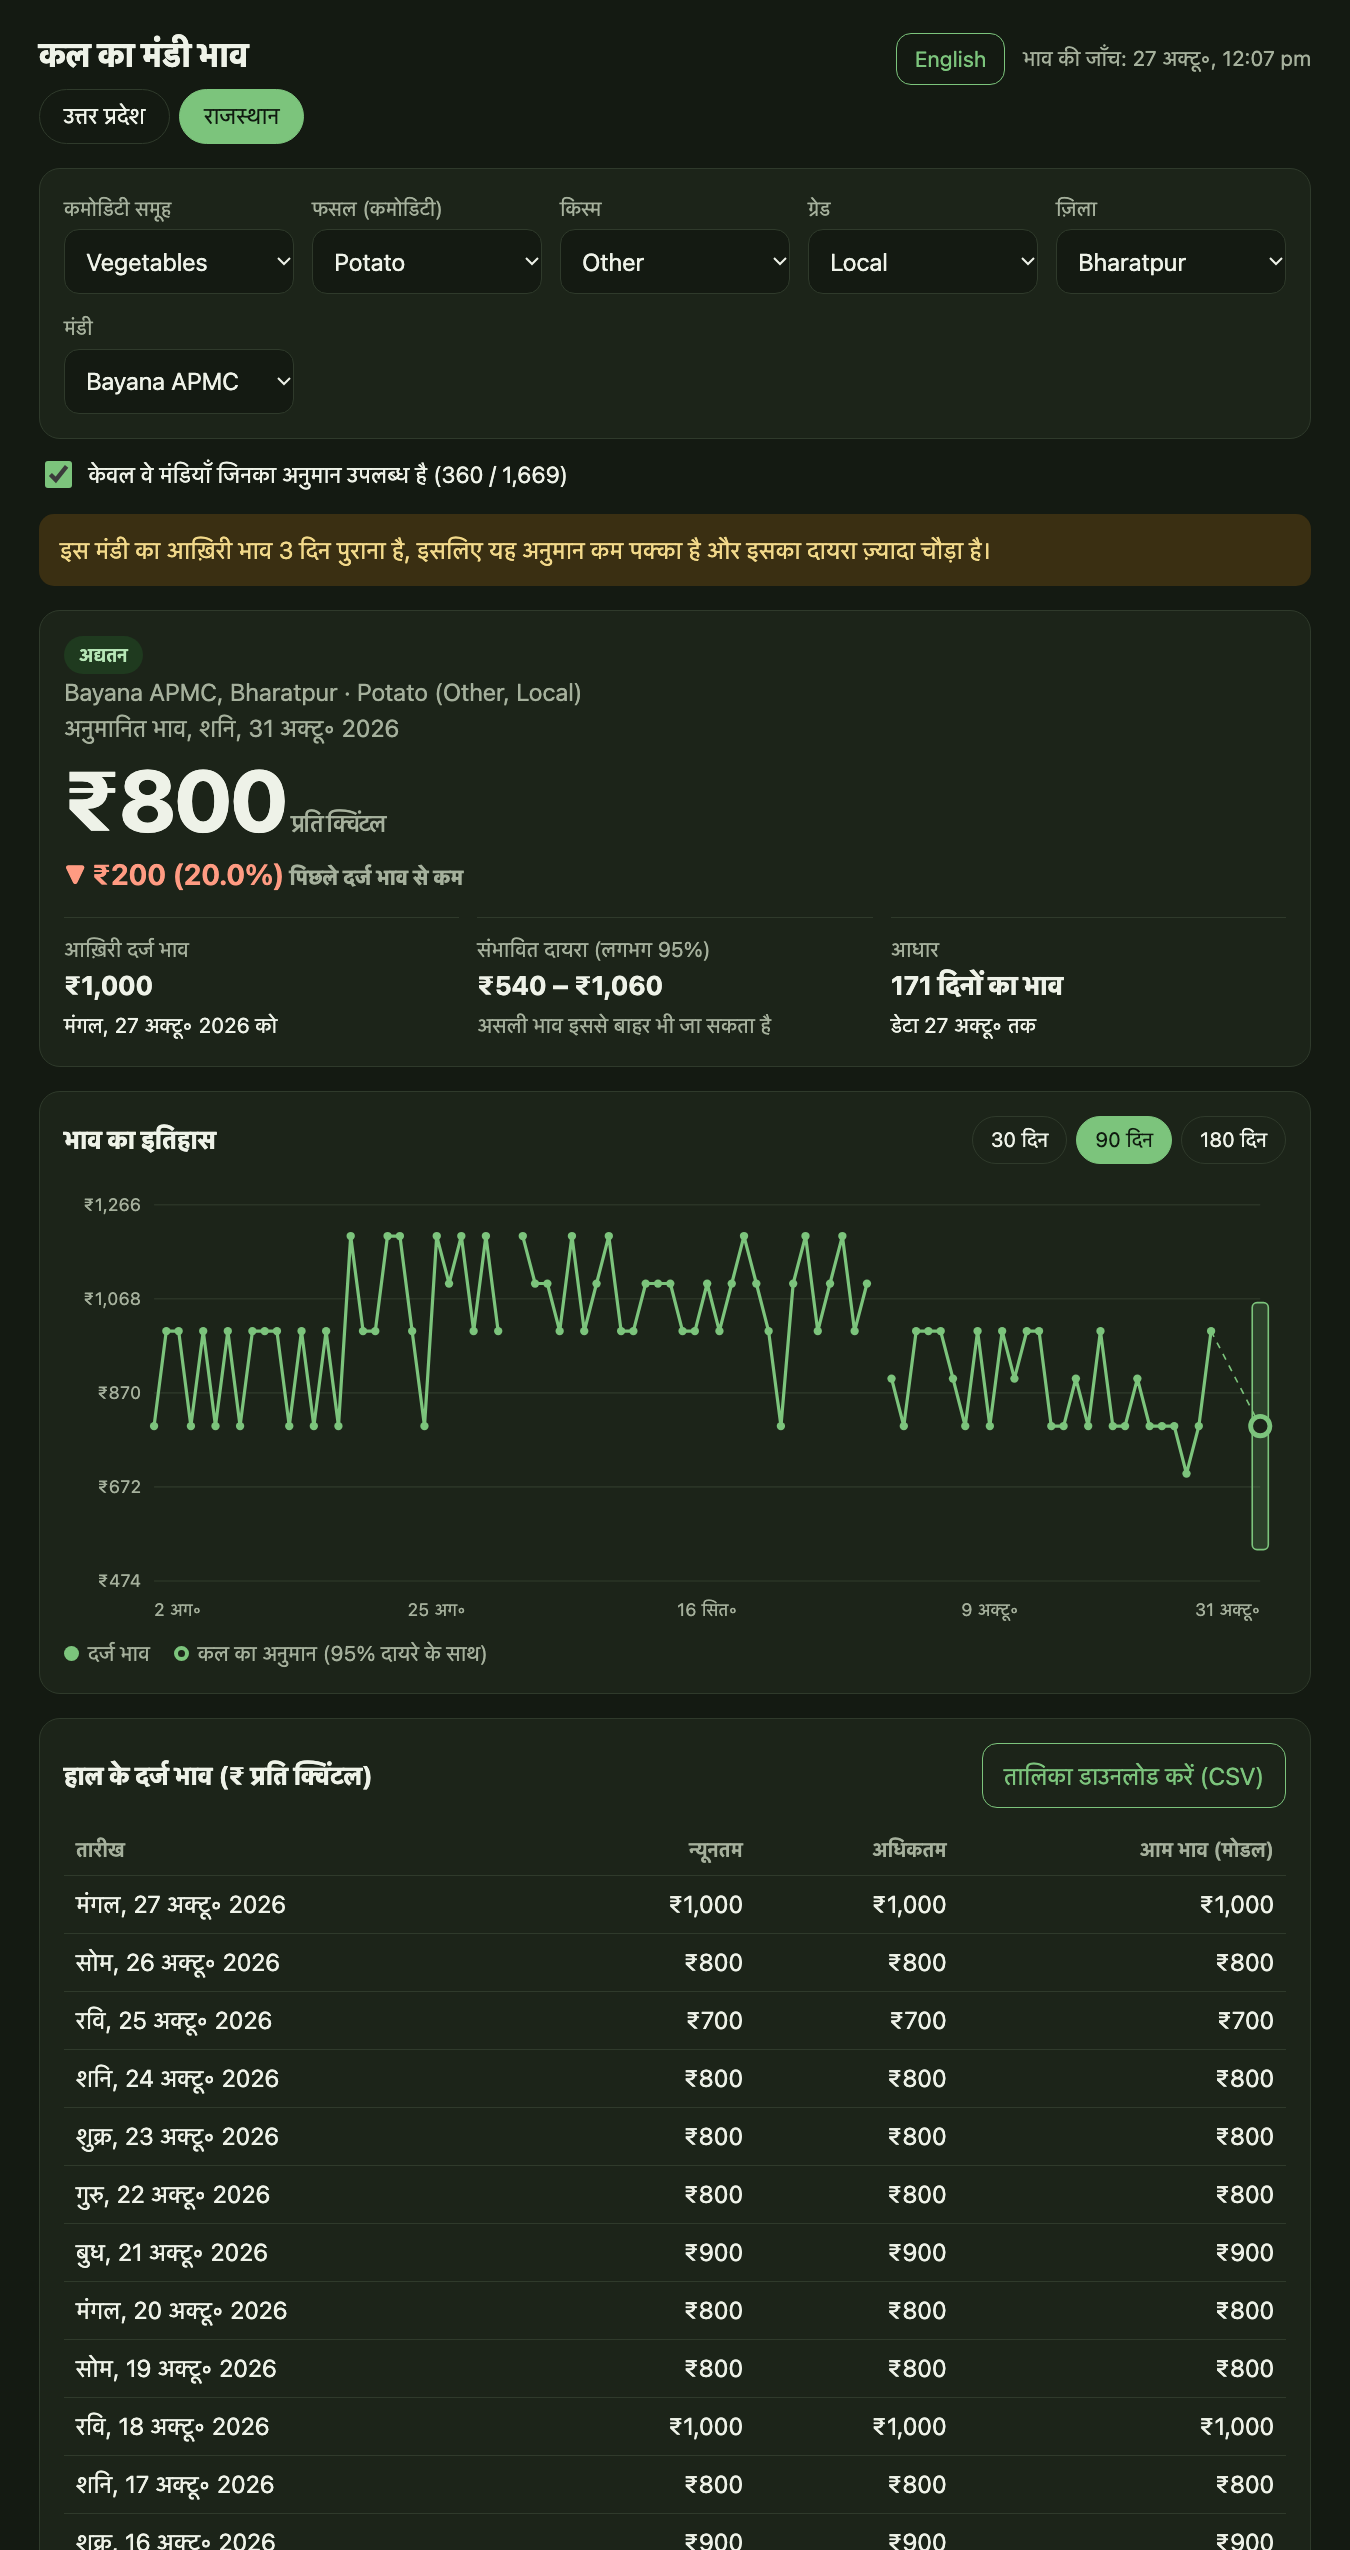 कल का मंडी भाव
English
भाव की जाँच: 27 अक्टू॰, 12:07 pm
उत्तर प्रदेश
राजस्थान
कमोडिटी समूह
फसल (कमोडिटी)
किस्म
ग्रेड
ज़िला
Vegetables
Potato
Other
Local
Bharatpur
मंडी
Bayana APMC
केवल वे मंडियाँ जिनका अनुमान उपलब्ध है (360 / 1,669)
इस मंडी का आख़िरी भाव 3 दिन पुराना है, इसलिए यह अनुमान कम पक्का है और इसका दायरा ज़्यादा चौड़ा है।
अद्यतन
Bayana APMC, Bharatpur · Potato (Other, Local)
अनुमानित भाव, शनि, 31 अक्टू॰ 2026
₹800 प्रति क्विंटल
▼ ₹200 (20.0%) पिछले दर्ज भाव से कम
आख़िरी दर्ज भाव
₹1,000
मंगल, 27 अक्टू॰ 2026 को
संभावित दायरा (लगभग 95%)
₹540 – ₹1,060
असली भाव इससे बाहर भी जा सकता है
आधार
171 दिनों का भाव
डेटा 27 अक्टू॰ तक
भाव का इतिहास
30 दिन
90 दिन
180 दिन
₹1,266
₹1,068
₹870
₹672
₹474
2 अग॰
25 अग॰
16 सित॰
9 अक्टू॰
31 अक्टू॰
दर्ज भाव
कल का अनुमान (95% दायरे के साथ)
हाल के दर्ज भाव (₹ प्रति क्विंटल)
तालिका डाउनलोड करें (CSV)
तारीख न्यूनतम अधिकतम आम भाव (मोडल)
मंगल, 27 अक्टू॰ 2026 ₹1,000 ₹1,000 ₹1,000
सोम, 26 अक्टू॰ 2026 ₹800 ₹800 ₹800
रवि, 25 अक्टू॰ 2026 ₹700 ₹700 ₹700
शनि, 24 अक्टू॰ 2026 ₹800 ₹800 ₹800
शुक्र, 23 अक्टू॰ 2026 ₹800 ₹800 ₹800
गुरु, 22 अक्टू॰ 2026 ₹800 ₹800 ₹800
बुध, 21 अक्टू॰ 2026 ₹900 ₹900 ₹900
मंगल, 20 अक्टू॰ 2026 ₹800 ₹800 ₹800
सोम, 19 अक्टू॰ 2026 ₹800 ₹800 ₹800
रवि, 18 अक्टू॰ 2026 ₹1,000 ₹1,000 ₹1,000
शनि, 17 अक्टू॰ 2026 ₹800 ₹800 ₹800
शुक्र, 16 अक्टू॰ 2026 ₹900 ₹900 ₹900